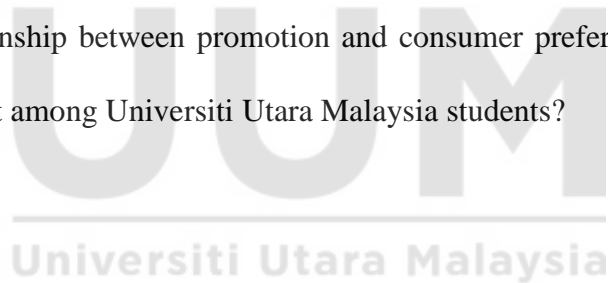 nship between promotion and consumer prefer
among Universiti Utara Malaysia students?
UUM
Universiti Utara Malaysia